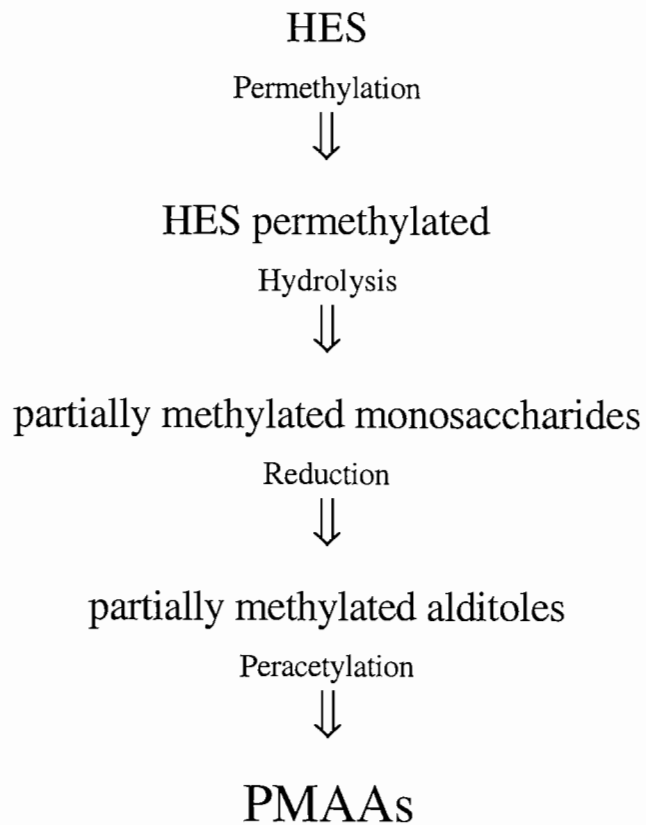 HES
Permethylation
⇓
HES permethylated
Hydrolysis
⇓
partially methylated monosaccharides
Reduction
⇓
partially methylated alditoles
Peracetylation
⇓
PMAAs